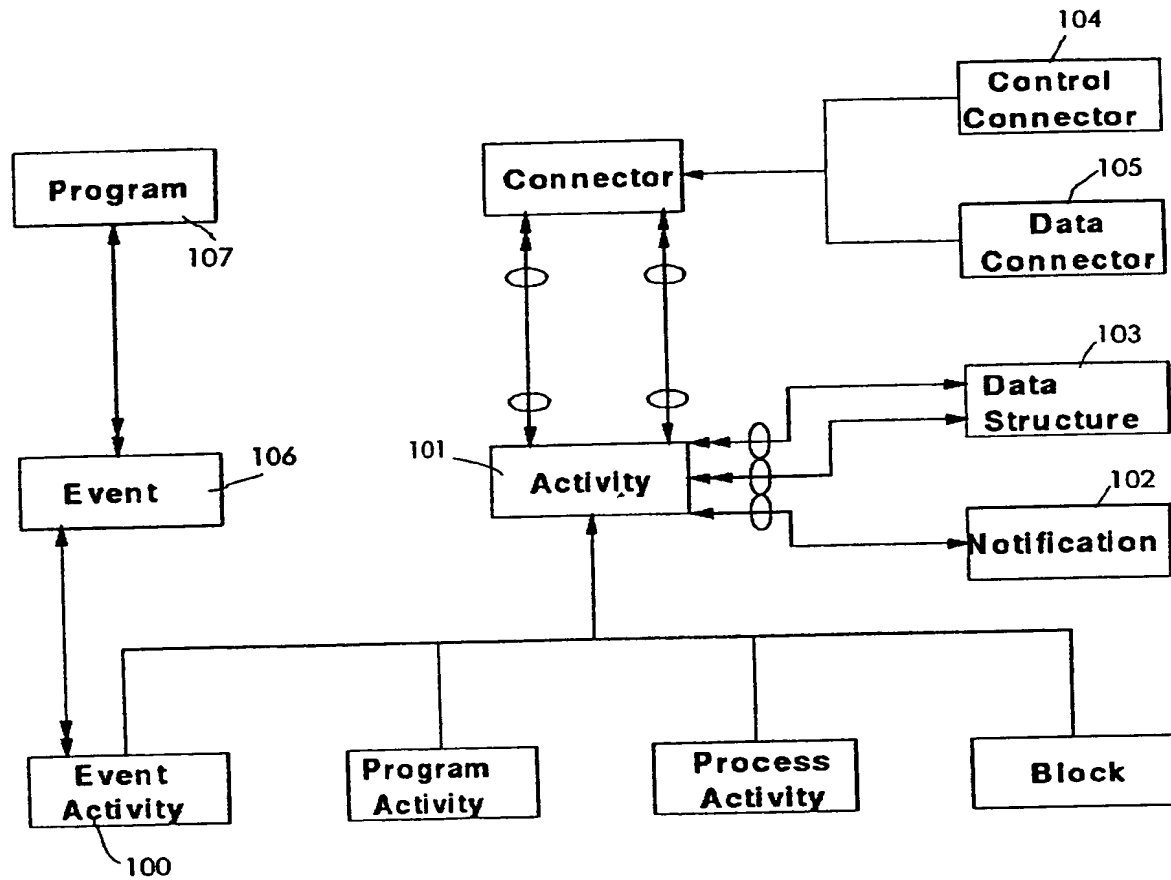 104
Control
Connector
Program
107
Connector
105
Data
Connector
103
Data
Structure
101
Activity
106
Event
102
Notification
Event
Activity
100
Program
Activity
Process
Activity
Block